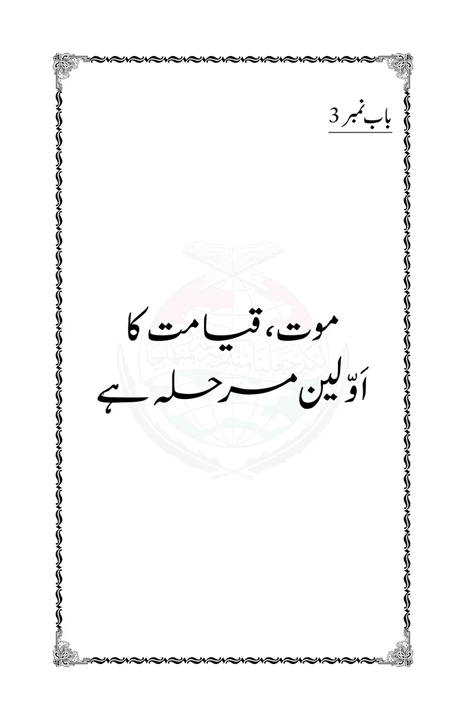 باب نمبر 3
موت، قیامت کا
اَوّلین مرحلہ ہے